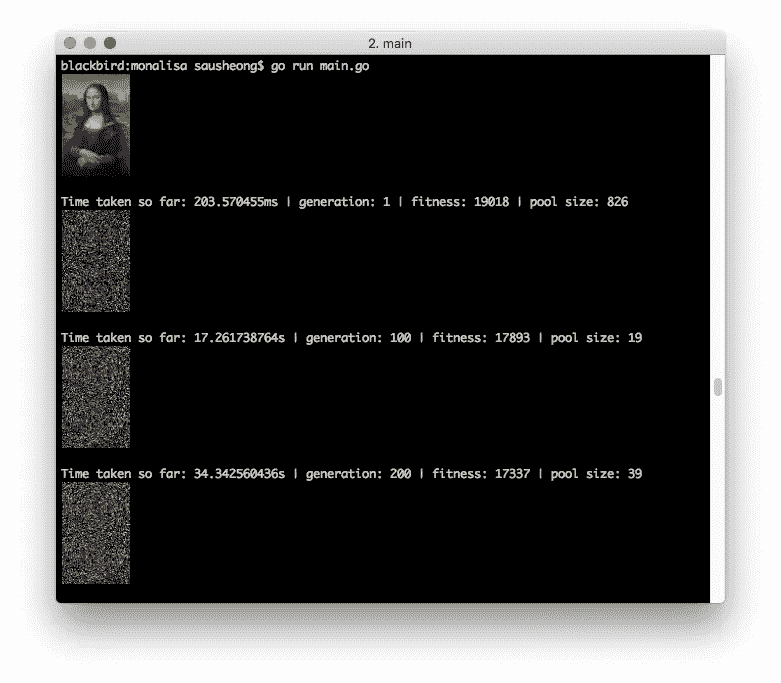 2. main
blackbird:monalisa sausheong$ go run main.go
Time taken so far: 203.570455ms | generation: 1 | fitness: 19018 | pool size: 826
Time taken so far: 17.261738764s | generation: 100 | fitness: 17893 | pool size: 19
Time taken so far: 34.342560436s | generation: 200 | fitness: 17337 | pool size: 39